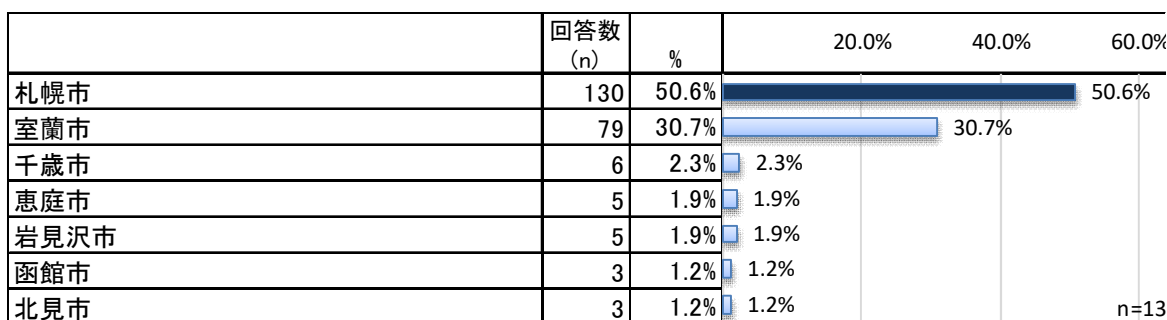 回答数
(n) % 20.0% 40.0% 60.0%
札幌市 130 50.6% 50.6%
室蘭市 79 30.7% 30.7%
千歳市 6 2.3% 2.3%
恵庭市 5 1.9% 1.9%
岩見沢市 5 1.9% 1.9%
函館市 3 1.2% 1.2%
北見市 3 1.2% 1.2%
n=13